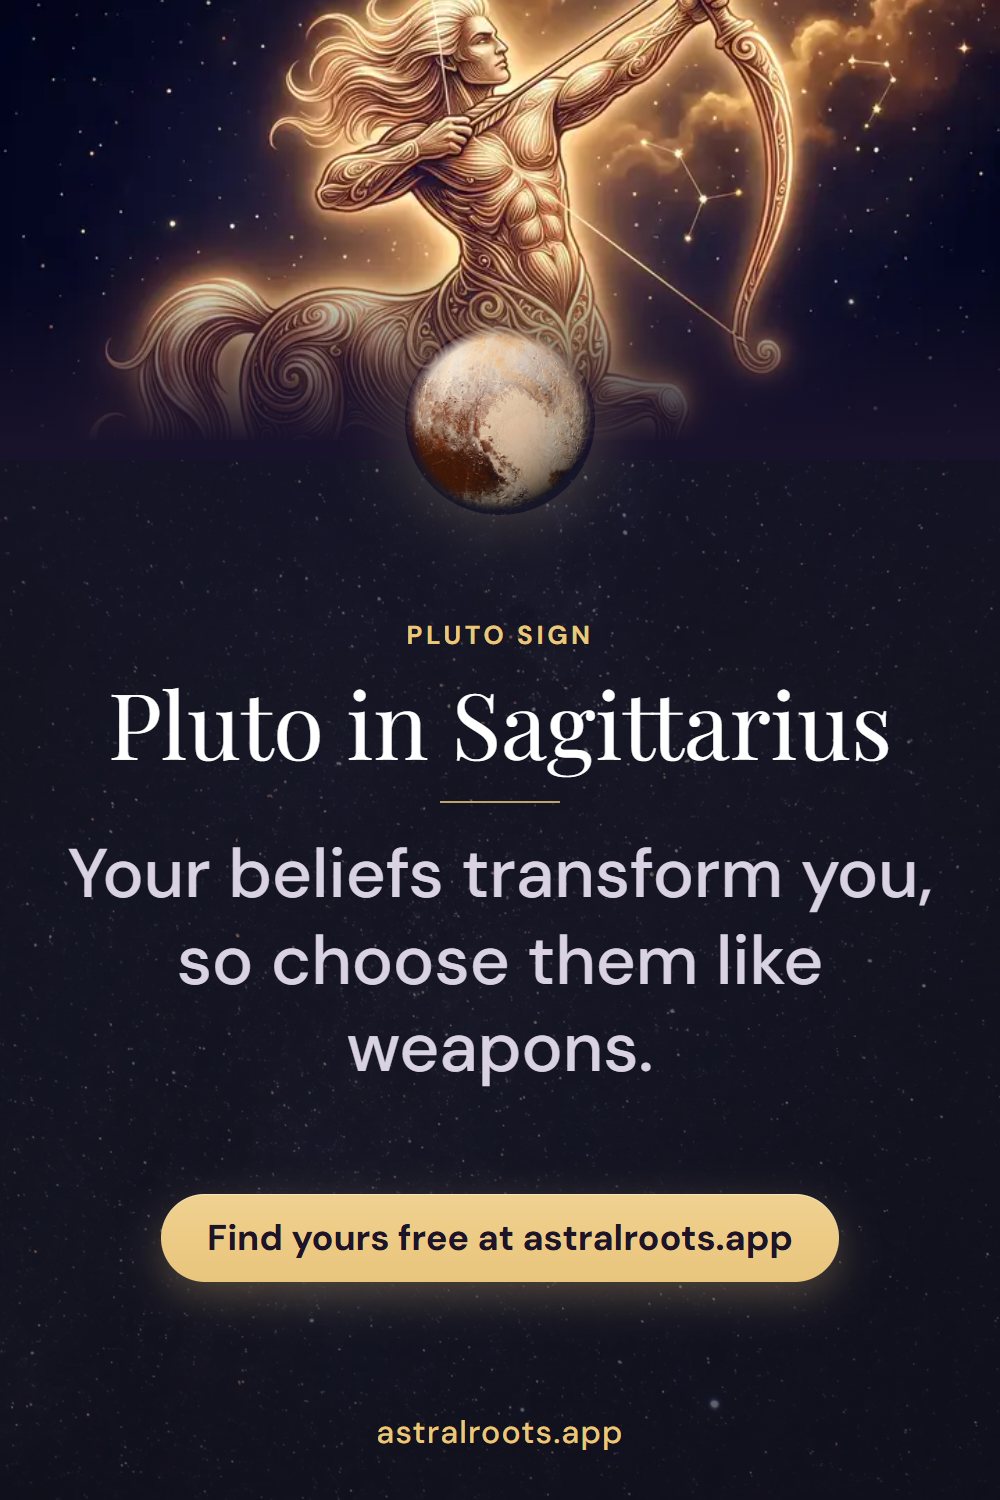 PLUTO SIGN
Pluto in Sagittarius
Your beliefs transform you,
so choose them like
weapons.
Find yours free at astralroots.app
astralroots.app